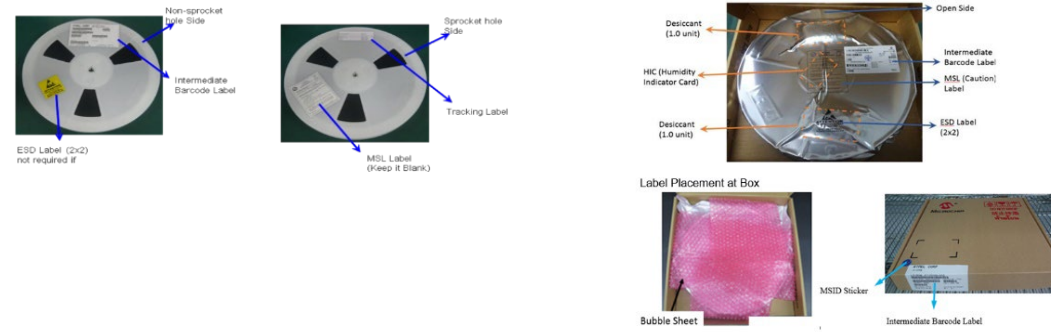 Non-sprocket
hole Side
Intermediate
Barcode Label
ESD Label (2x2)
not required if
Sprocket hole
Side
Tracking Label
MSL Label
(Keep it Blank)
Open Side
Desiccant
(1.0 unit)
Intermediate
Barcode Label
HIC (Humidity
Indicator Card)
MSL (Caution)
Label
Desiccant
(1.0 unit)
ESD Label
(2x2)
Label Placement at Box
Bubble Sheet
MICROCHIP
MSID Sticker
Intermediate Barcode Label